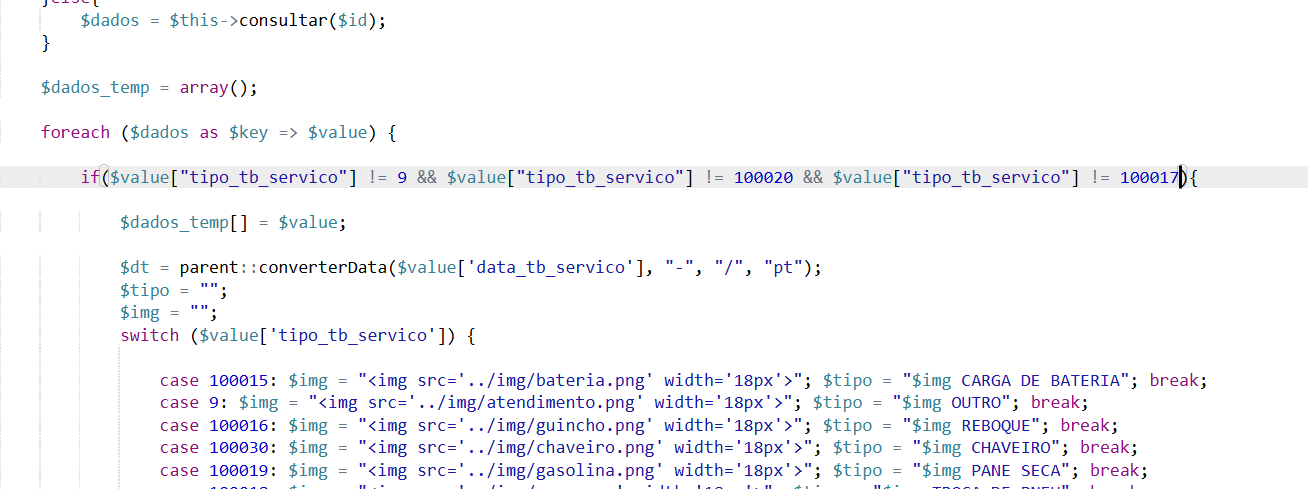 }else{
$dados = $this->consultar($id);
}
$dados_temp = array();
foreach ($dados as $key => $value) {
if($value["tipo_tb_servico"] != 9 && $value["tipo_tb_servico"] != 100020 && $value["tipo_tb_servico"] != 100017){
$dados_temp[] = $value;
$dt = parent::converterData($value['data_tb_servico'], "-", "/", "pt");
$tipo = "";
$img = "";
switch ($value['tipo_tb_servico']) {
case 100015: $img = "<img src='../img/bateria.png' width='18px'>"; $tipo = "$img CARGA DE BATERIA"; break;
case 9: $img = "<img src='../img/atendimento.png' width='18px'>"; $tipo = "$img OUTRO"; break;
case 100016: $img = "<img src='../img/guincho.png' width='18px'>"; $tipo = "$img REBOQUE"; break;
case 100030: $img = "<img src='../img/chaveiro.png' width='18px'>"; $tipo = "$img CHAVEIRO"; break;
case 100019: $img = "<img src='../img/gasolina.png' width='18px'>"; $tipo = "$img PANE SECA"; break;